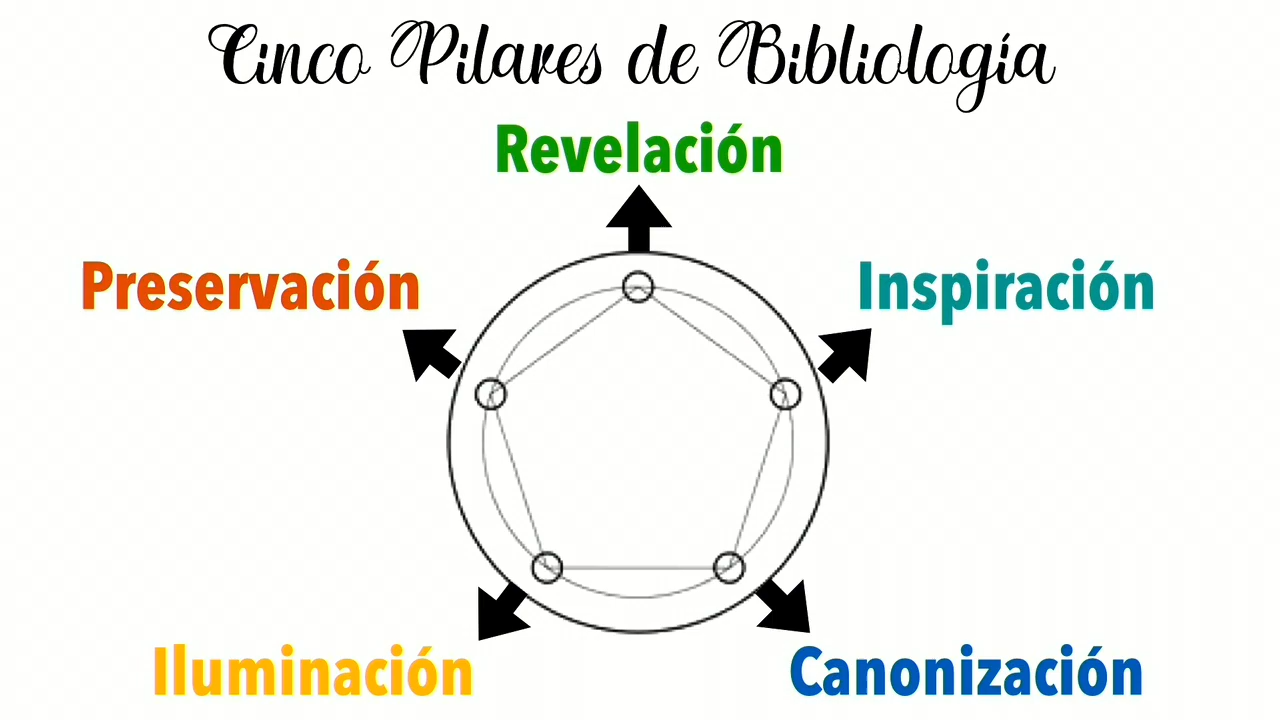 Cinco Pilares de Bibliología
Revelación
Preservación
Inspiración
Iluminación
Canonización